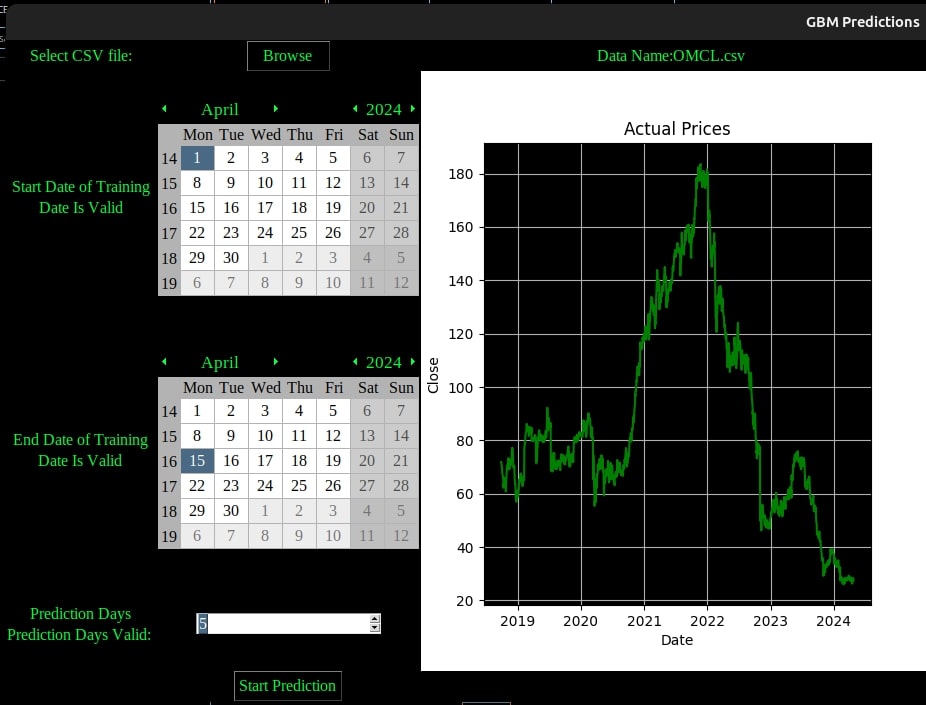 GBM Predictions
Select CSV file:
Browse
Data Name:OMCL.csv
April 2024
Mon Tue Wed Thu Fri Sat Sun
14 1 2 3 4 5 6 7
15 8 9 10 11 12 13 14
16 15 16 17 18 19 20 21
17 22 23 24 25 26 27 28
18 29 30 1 2 3 4 5
19 6 7 8 9 10 11 12
Start Date of Training
Date Is Valid
April 2024
Mon Tue Wed Thu Fri Sat Sun
14 1 2 3 4 5 6 7
15 8 9 10 11 12 13 14
16 15 16 17 18 19 20 21
17 22 23 24 25 26 27 28
18 29 30 1 2 3 4 5
19 6 7 8 9 10 11 12
End Date of Training
Date Is Valid
Prediction Days
Prediction Days Valid:
5
Start Prediction
Actual Prices
180
160
140
120
100
80
60
40
20
Close
2019 2020 2021 2022 2023 2024
Date